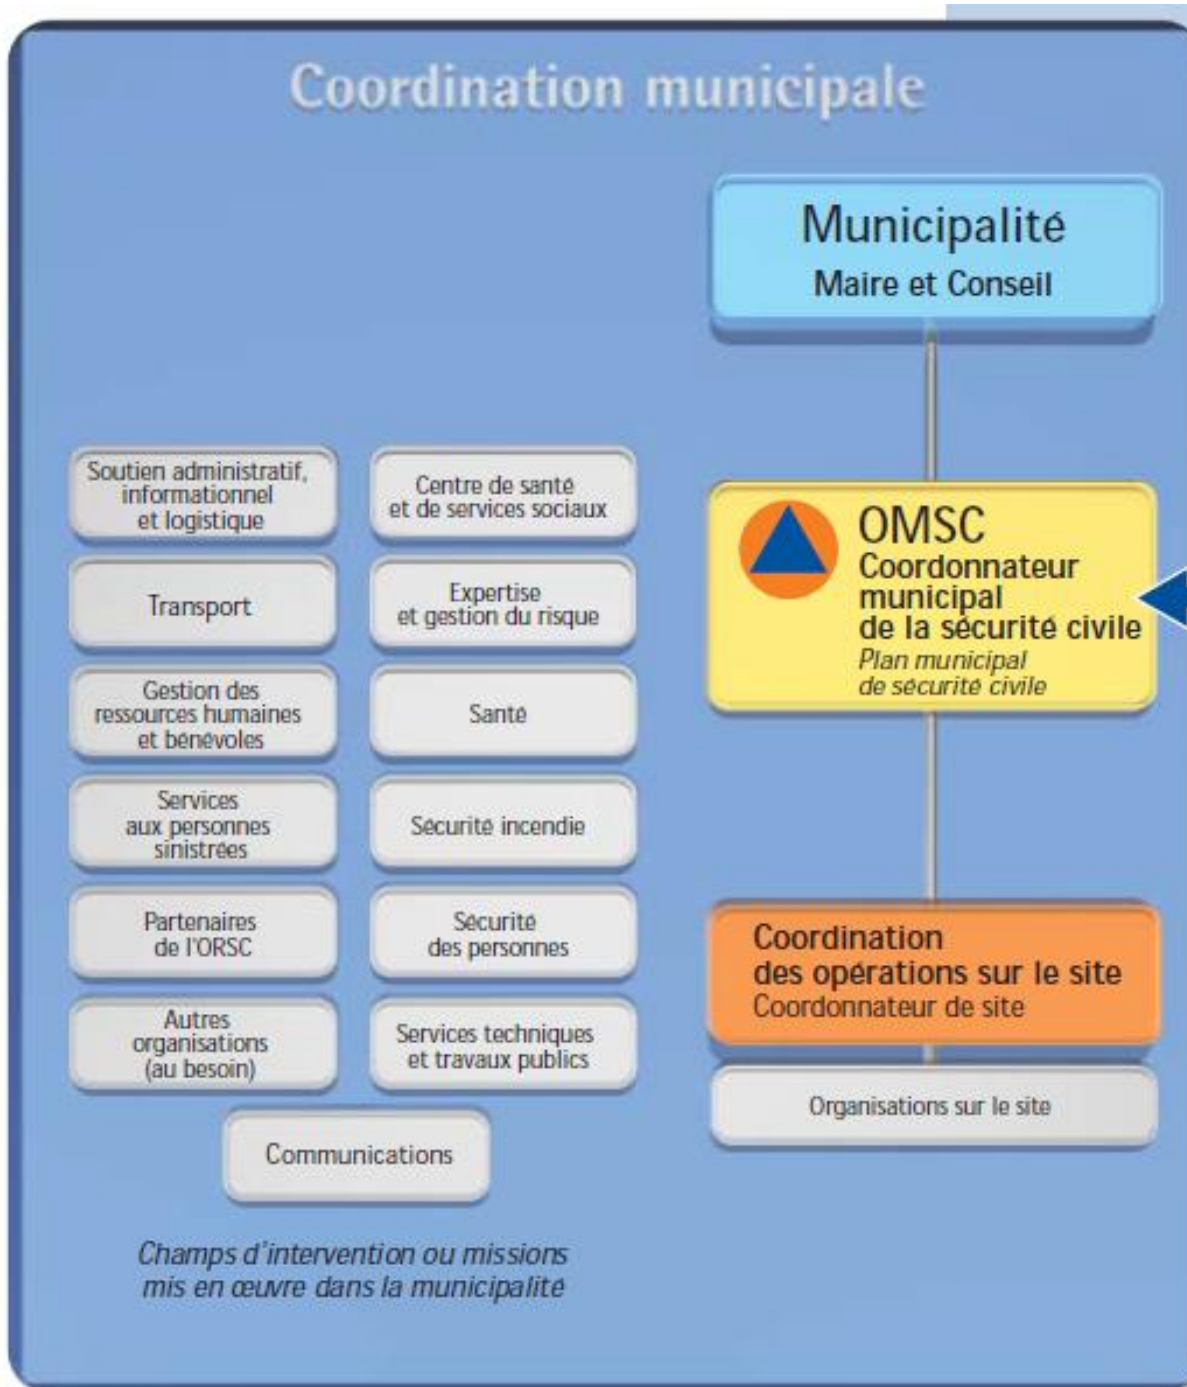 Coordination municipale
Municipalité
Maire et Conseil
Soutien administratif,
informationnel
et logistique
Centre de santé
et de services sociaux
Transport
Expertise
et gestion du risque
Gestion des
ressources humaines
et bénévoles
Santé
Services
aux personnes
sinistrées
Sécurité incendie
Partenaires
de l'ORSC
Sécurité
des personnes
Autres
organisations
(au besoin)
Services techniques
et travaux publics
Communications
Champs d'intervention ou missions
mis en œuvre dans la municipalité
OMSC
Coordonnateur
municipal
de la sécurité civile
Plan municipal
de sécurité civile
Coordination
des opérations sur le site
Coordonnateur de site
Organisations sur le site